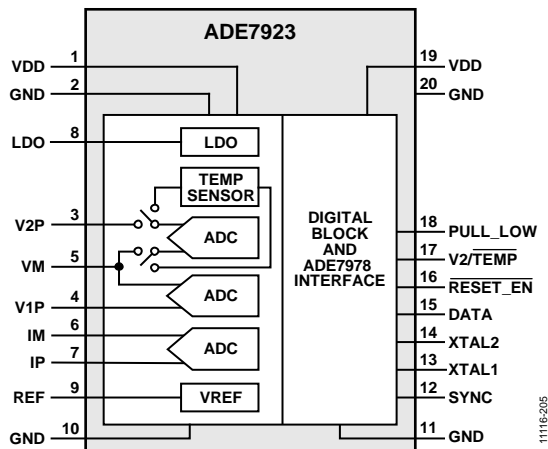 ADE7923
VDD 1
GND 2
LDO 8
V2P 3
VM 5
V1P 4
IM 6
IP 7
REF 9
GND 10
LDO
TEMP
SENSOR
ADC
ADC
ADC
VREF
DIGITAL
BLOCK
AND
ADE7978
INTERFACE
19 VDD
20 GND
18 PULL_LOW
17 V2/TEMP
16 RESET_EN
15 DATA
14 XTAL2
13 XTAL1
12 SYNC
11 GND
11116-205